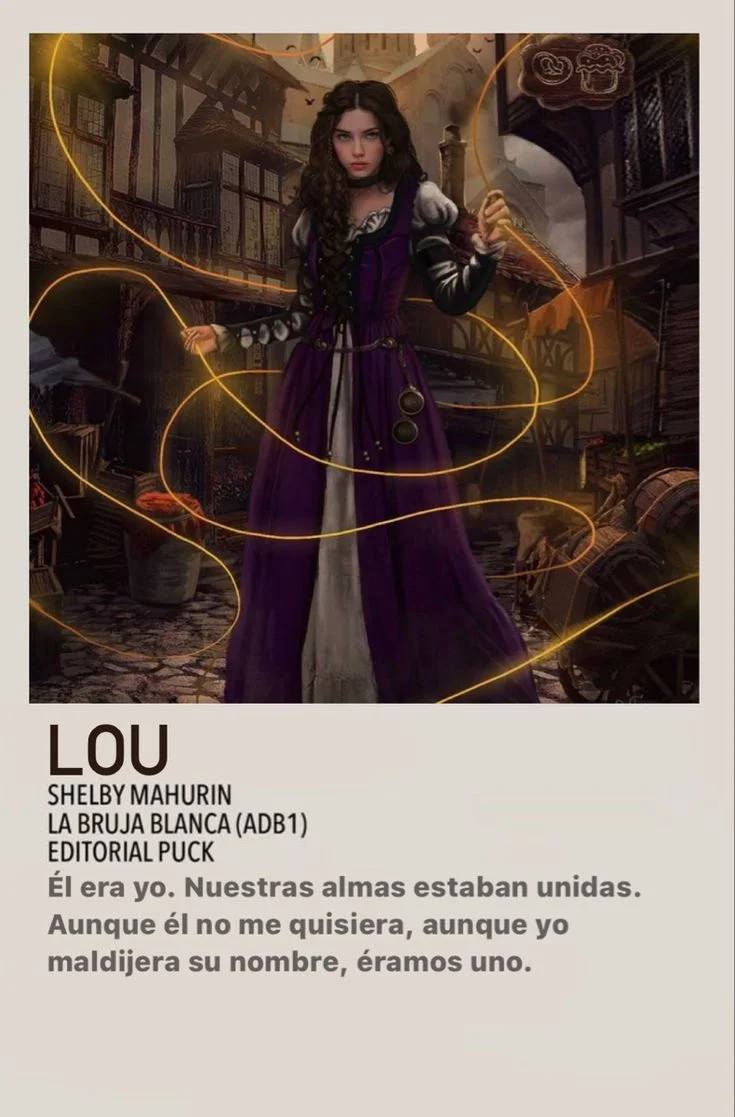 LOU
SHELBY MAHURIN
LA BRUJA BLANCA (ADB1)
EDITORIAL PUCK
Él era yo. Nuestras almas estaban unidas.
Aunque él no me quisiera, aunque yo
maldijera su nombre, éramos uno.